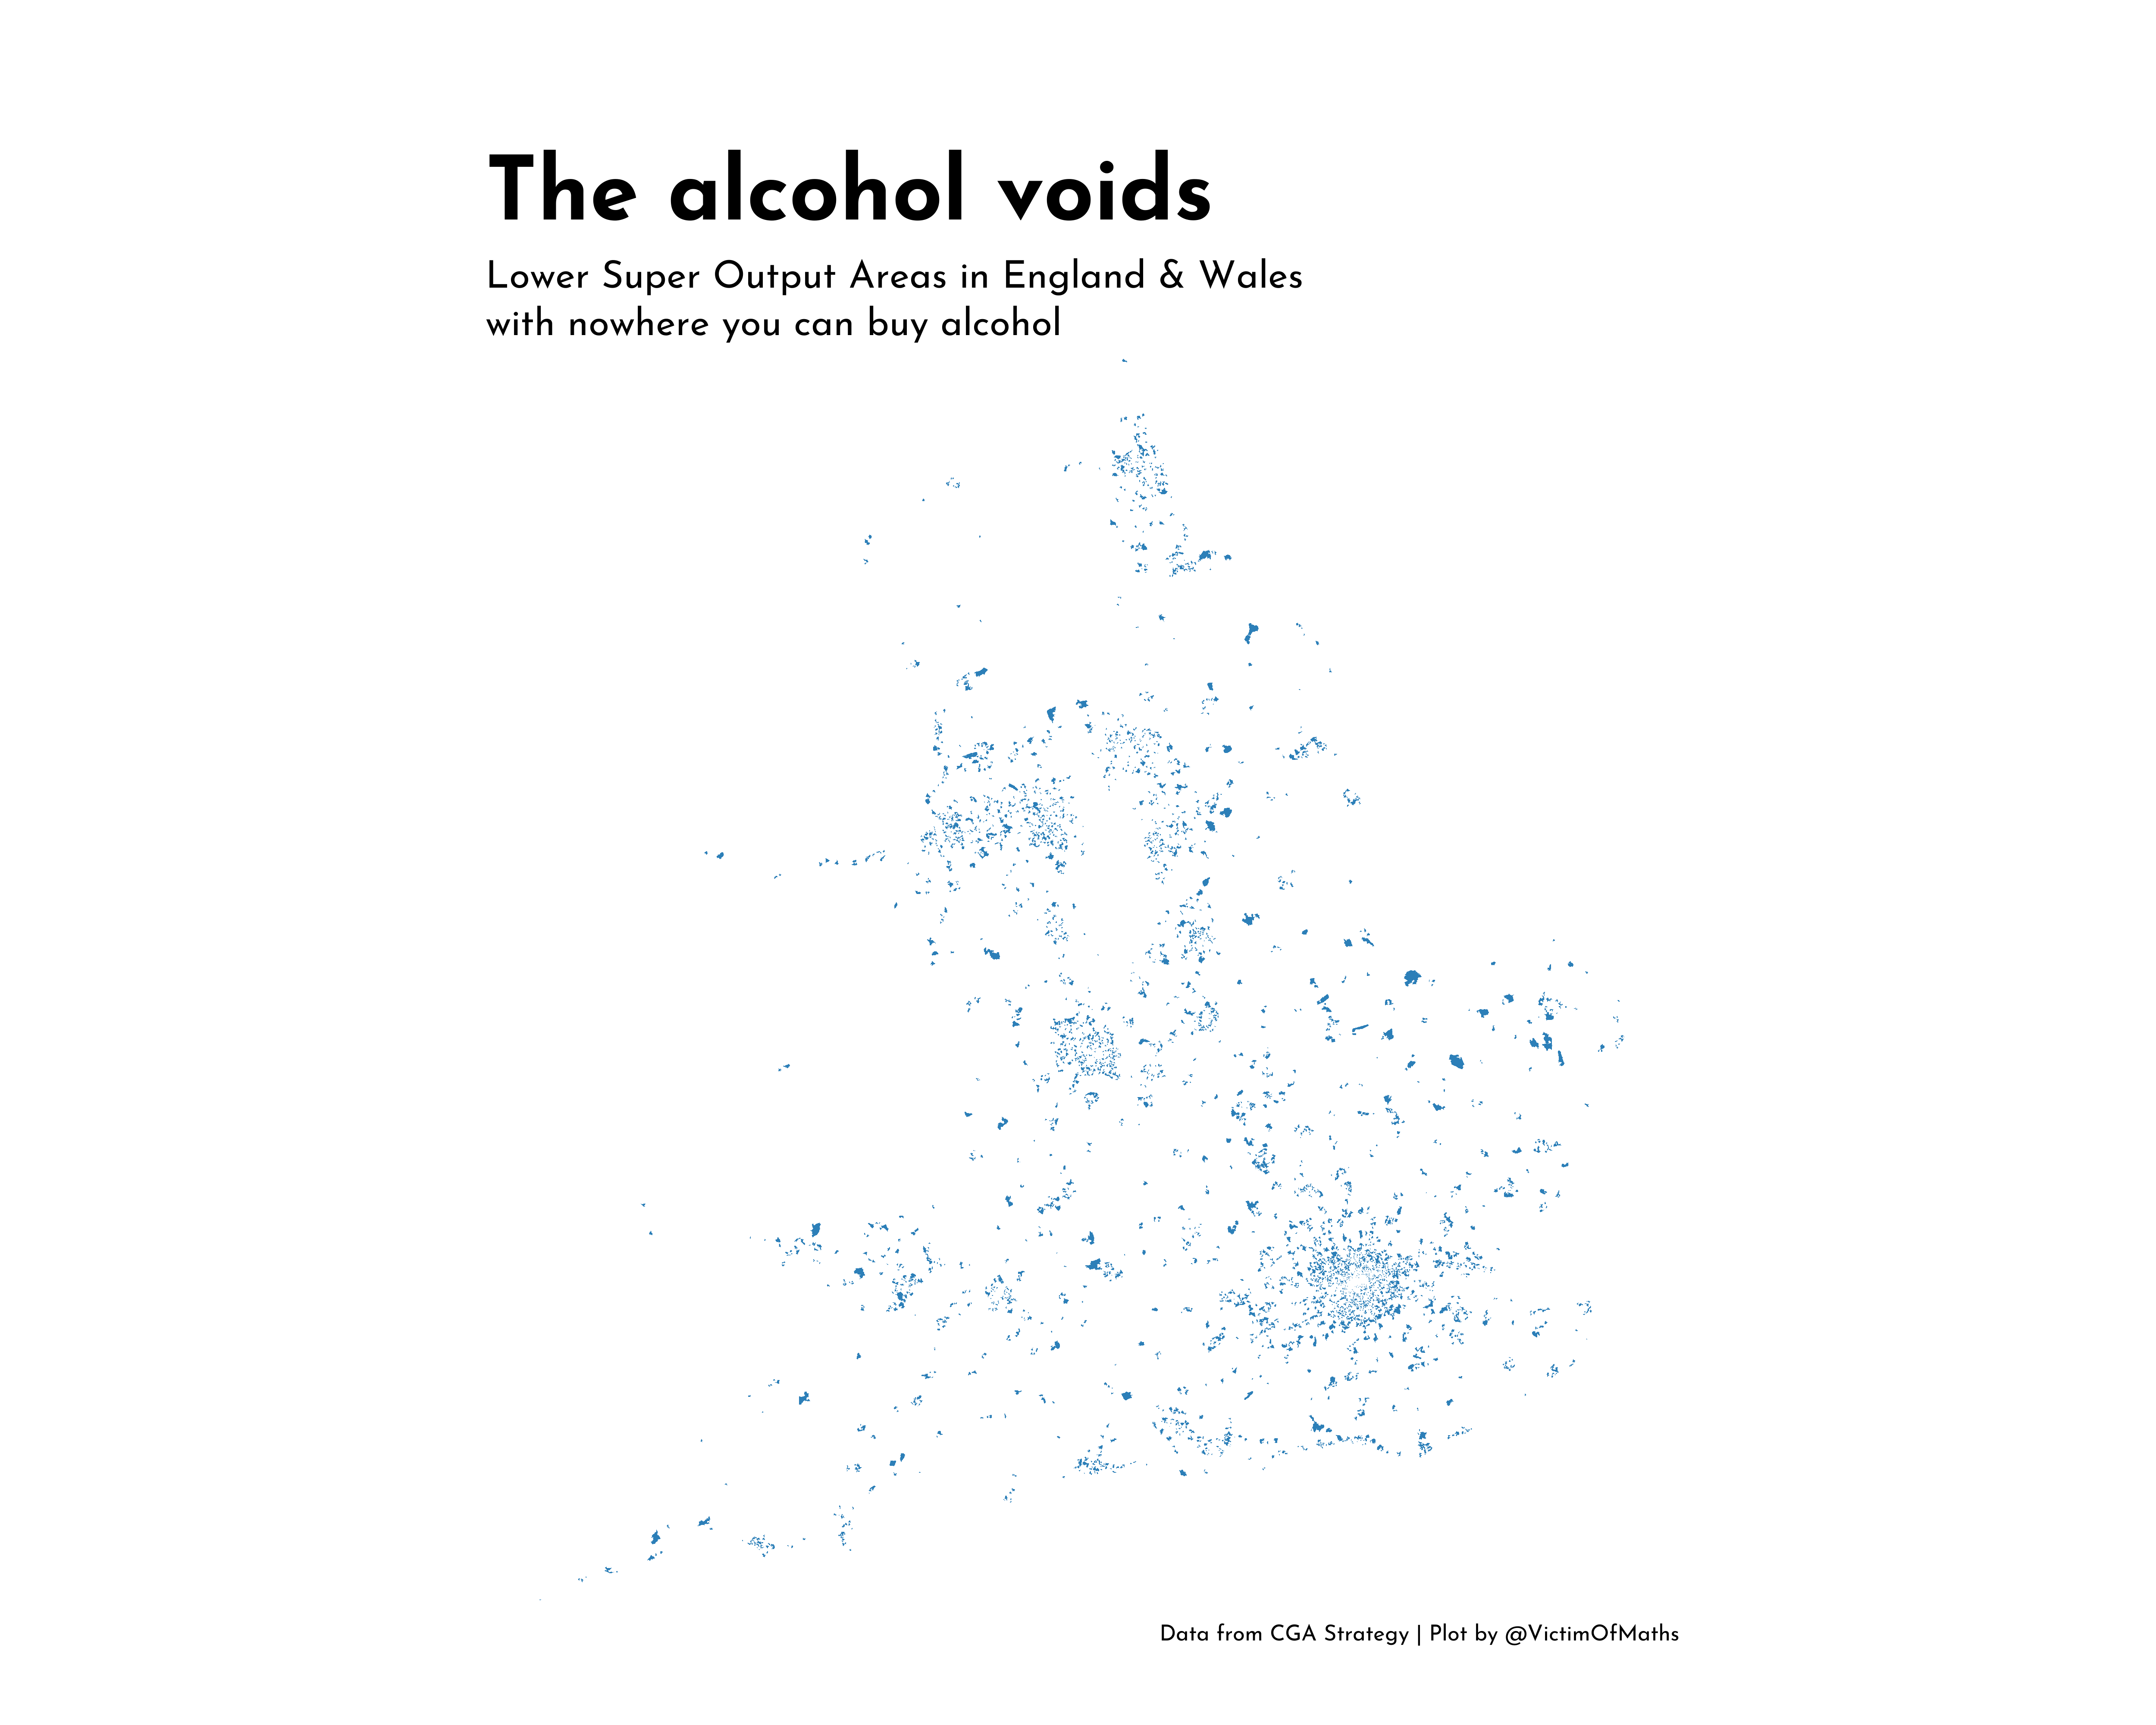 The alcohol voids
Lower Super Output Areas in England & Wales
with nowhere you can buy alcohol
Data from CGA Strategy | Plot by @VictimOfMaths